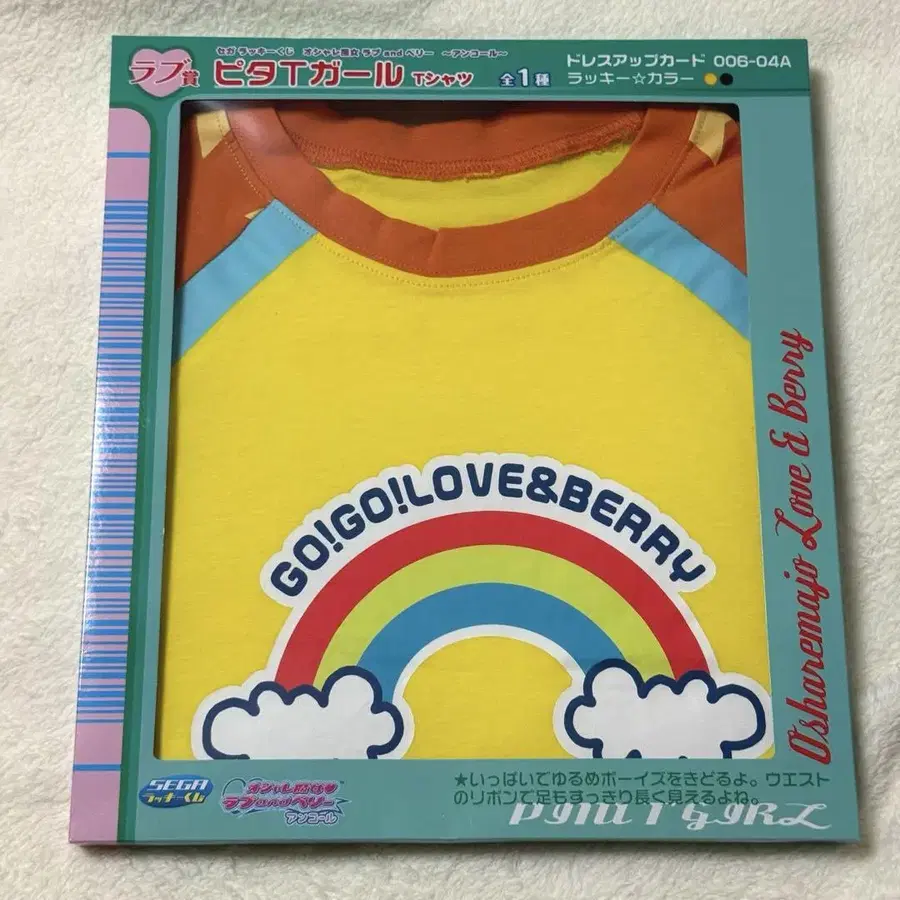 ラブ賞
セガ ラッキーくじ オシャレ魔女 ラブ and ベリー ～アンコール～
ピタTガール Tシャツ 全1種
ドレスアップカード 006-04A
ラッキー☆カラー
GO!GO!LOVE&BERRY
Osharemajo Love & Berry
SEGA
ラッキーくじ
オシャレ魔女
ラブandベリー
アンコール
★いっぱいでゆるめボーイズをきどるよ。ウエスト
のリボンで足もすっきり長く見えるよね。